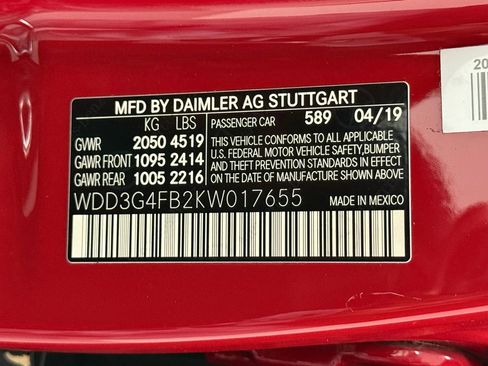 MFD BY DAIMLER AG STUTTGART
KG LBS PASSENGER CAR 589 04/19
GVWR 2050 4519
GAWR FRONT 1095 2414
GAWR REAR 1005 2216
THIS VEHICLE CONFORMS TO ALL APPLICABLE
U.S. FEDERAL MOTOR VEHICLE SAFETY,BUMPER
AND THEFT PREVENTION STANDARDS IN EFFECT
ON THE DATE OF MANUFACTURE SHOWN ABOVE.
WDD3G4FB2KW017655 MADE IN MEXICO
20